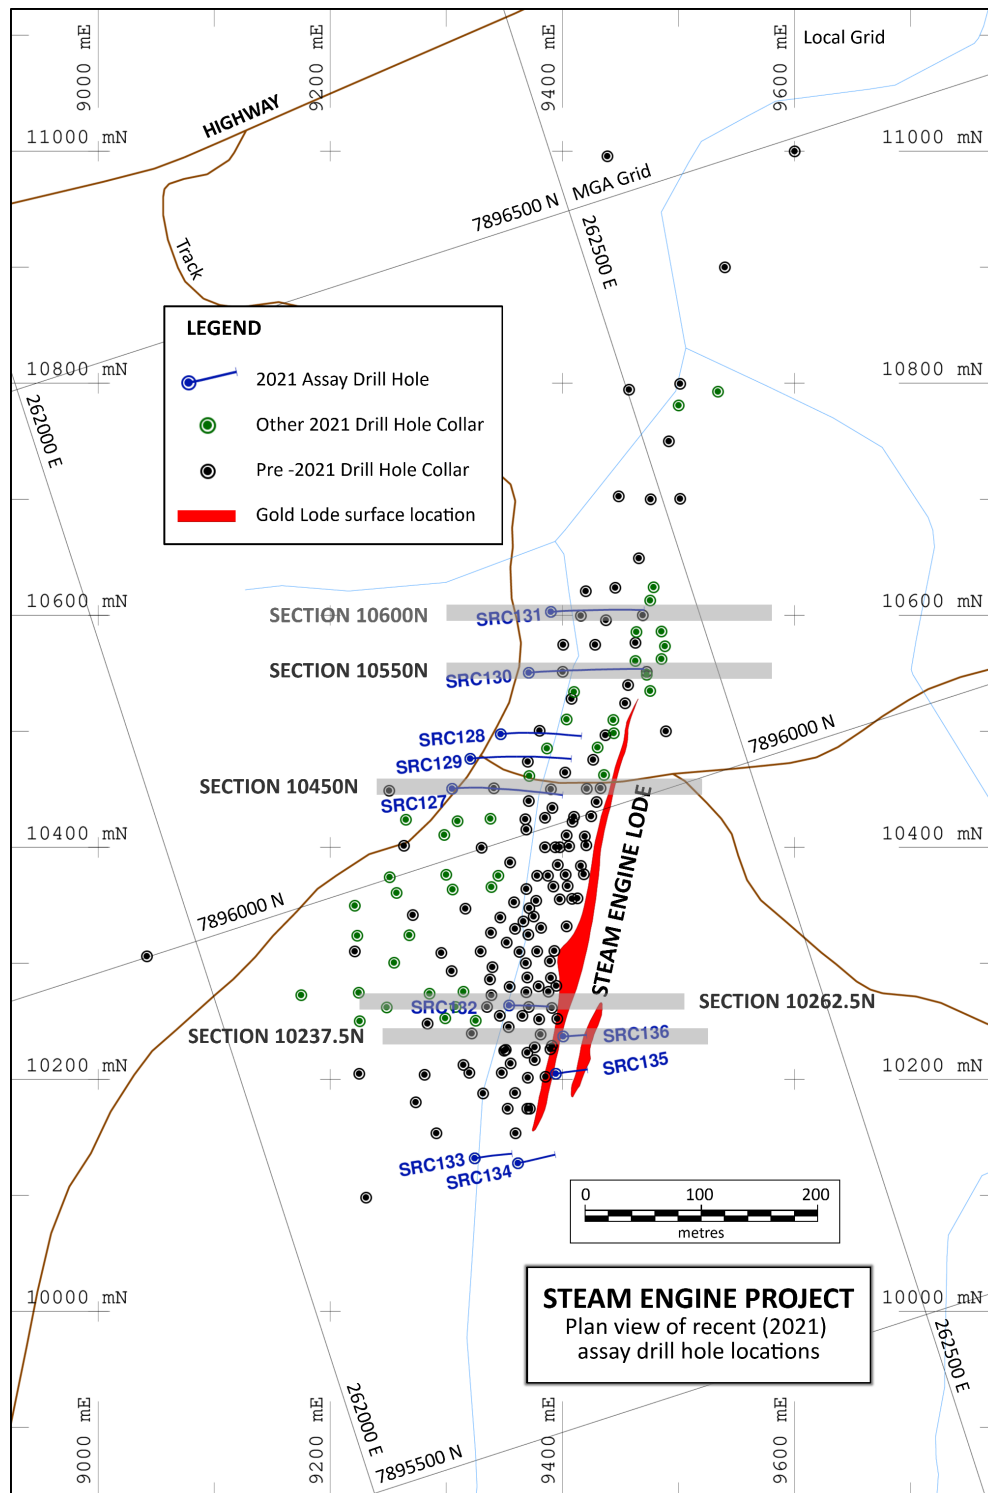 9000 mE
9200 mE
9400 mE
9600 mE
Local Grid
HIGHWAY
11000 mN
11000 mN
MGA Grid
7896500 N
262500 E
Track
LEGEND
2021 Assay Drill Hole
Other 2021 Drill Hole Collar
Pre -2021 Drill Hole Collar
Gold Lode surface location
10800 mN
10800 mN
262000 E
10600 mN
10600 mN
SECTION 10600N
SRC131
SECTION 10550N
SRC130
SRC128
7896000 N
SRC129
SECTION 10450N
SRC127
STEAM ENGINE LODE
10400 mN
10400 mN
7896000 N
SRC132
SECTION 10262.5N
SECTION 10237.5N
SRC136
SRC135
10200 mN
10200 mN
SRC133
SRC134
0 100 200
metres
STEAM ENGINE PROJECT
Plan view of recent (2021)
assay drill hole locations
10000 mN
10000 mN
262500 E
262000 E
7895500 N
9000 mE
9200 mE
9400 mE
9600 mE